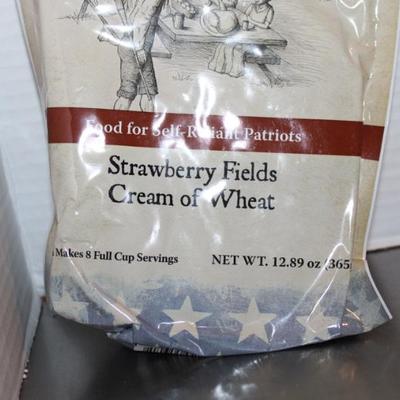 Food for Self-Reliant Patriots
Strawberry Fields
Cream of Wheat
Makes 8 Full Cup Servings NET WT. 12.89 oz (365